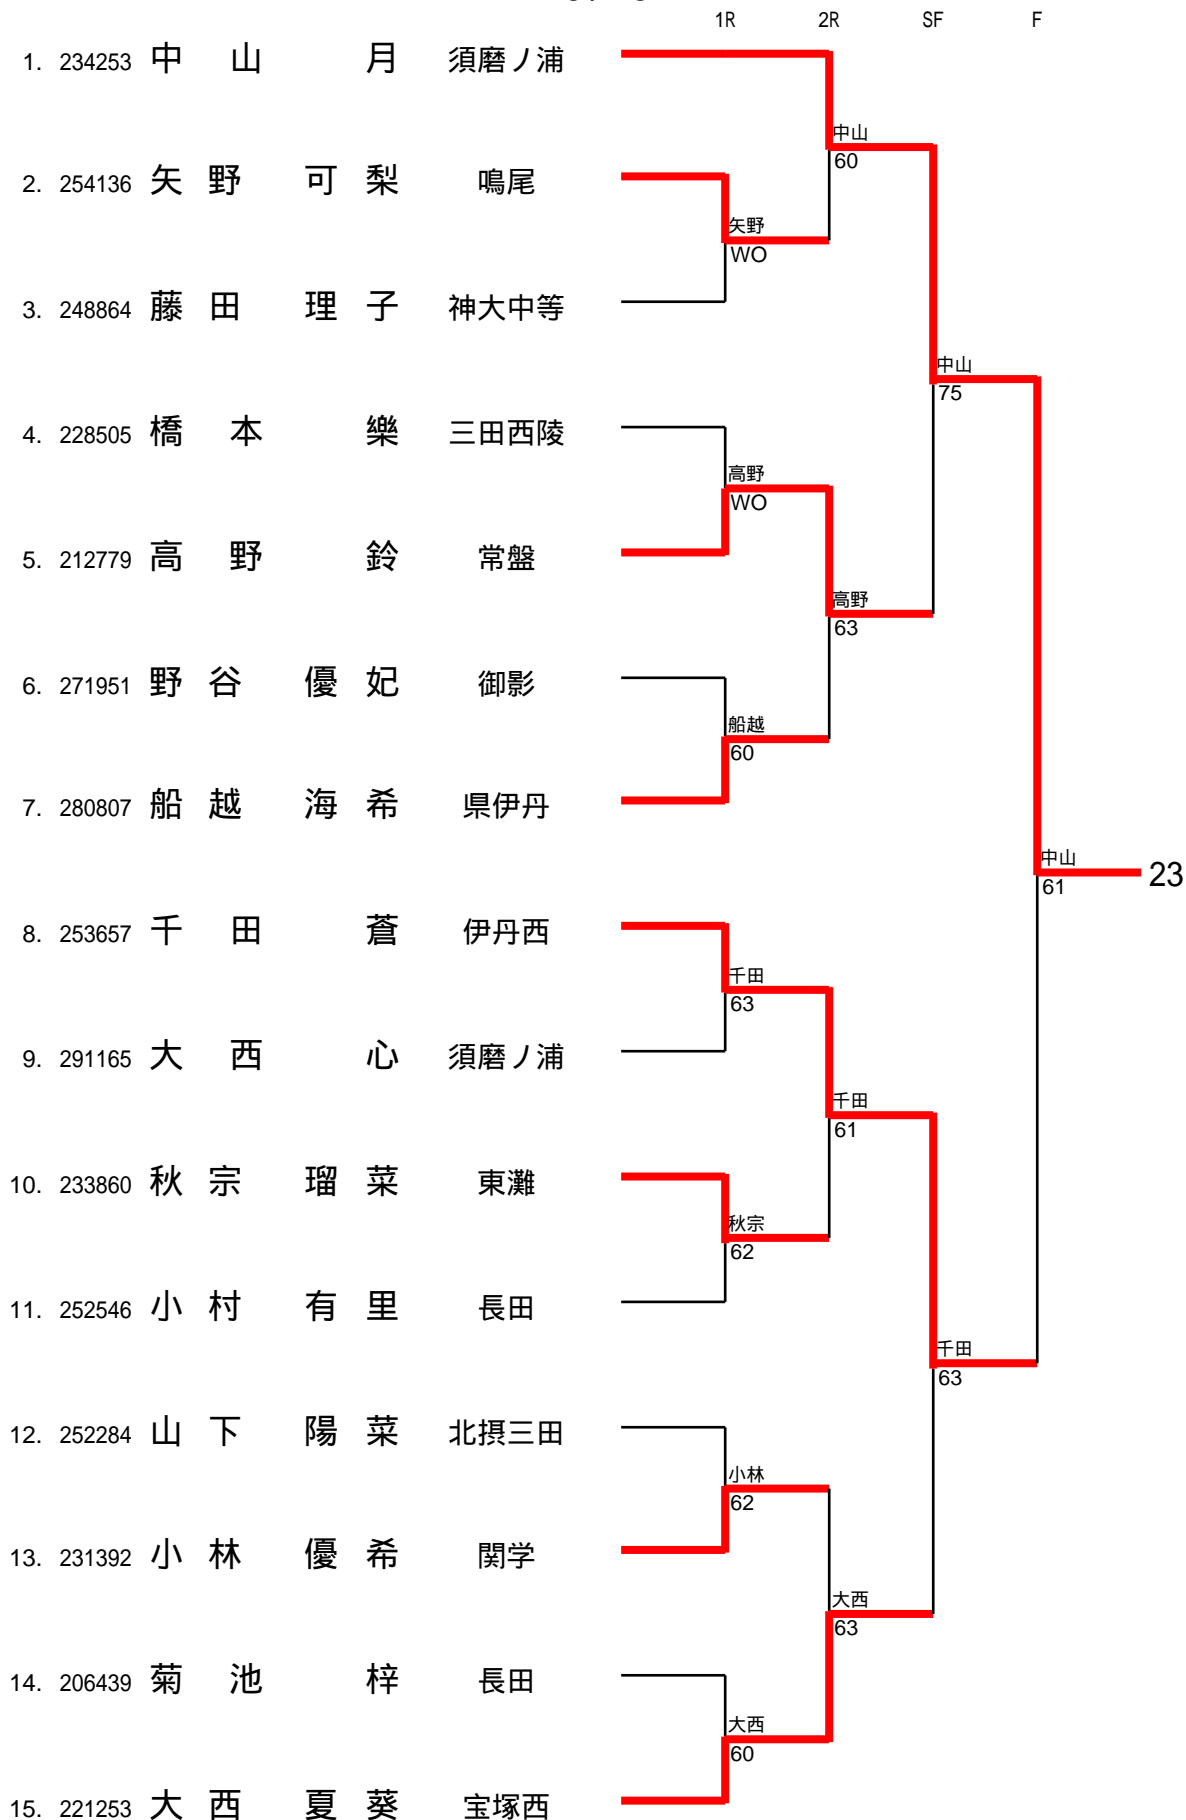 1R 2R SF F
1. 234253 中 山 月 須磨ノ浦
中山
60
2. 254136 矢 野 可 梨 鳴尾
矢野
WO
3. 248864 藤 田 理 子 神大中等
中山
75
4. 228505 橋 本 樂 三田西陵
高野
WO
5. 212779 高 野 鈴 常盤
高野
63
6. 271951 野 谷 優 妃 御影
船越
60
7. 280807 船 越 海 希 県伊丹
中山
61
23
8. 253657 千 田 蒼 伊丹西
千田
63
9. 291165 大 西 心 須磨ノ浦
千田
61
10. 233860 秋 宗 瑠 菜 東灘
秋宗
62
11. 252546 小 村 有 里 長田
千田
63
12. 252284 山 下 陽 菜 北摂三田
小林
62
13. 231392 小 林 優 希 関学
大西
63
14. 206439 菊 池 梓 長田
大西
60
15. 221253 大 西 夏 葵 宝塚西